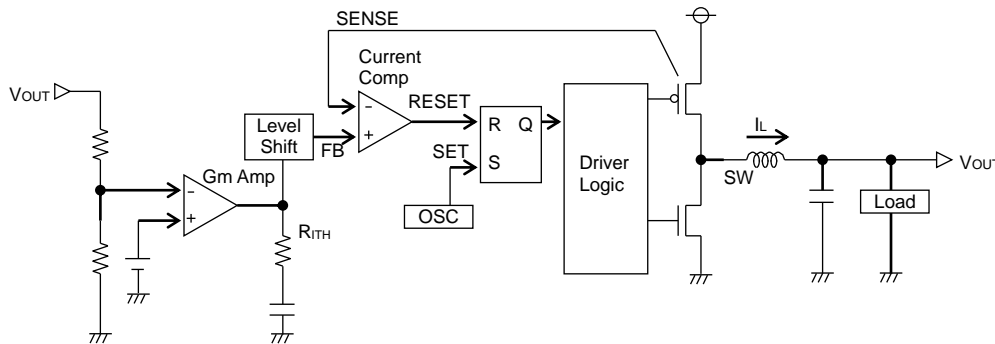 SENSE
Current
Comp
VOUT
RESET
Level
Shift
FB
R Q
SET
S
Driver
Logic
IL
SW
VOUT
Gm Amp
OSC
Load
RITH
-
+
-
+